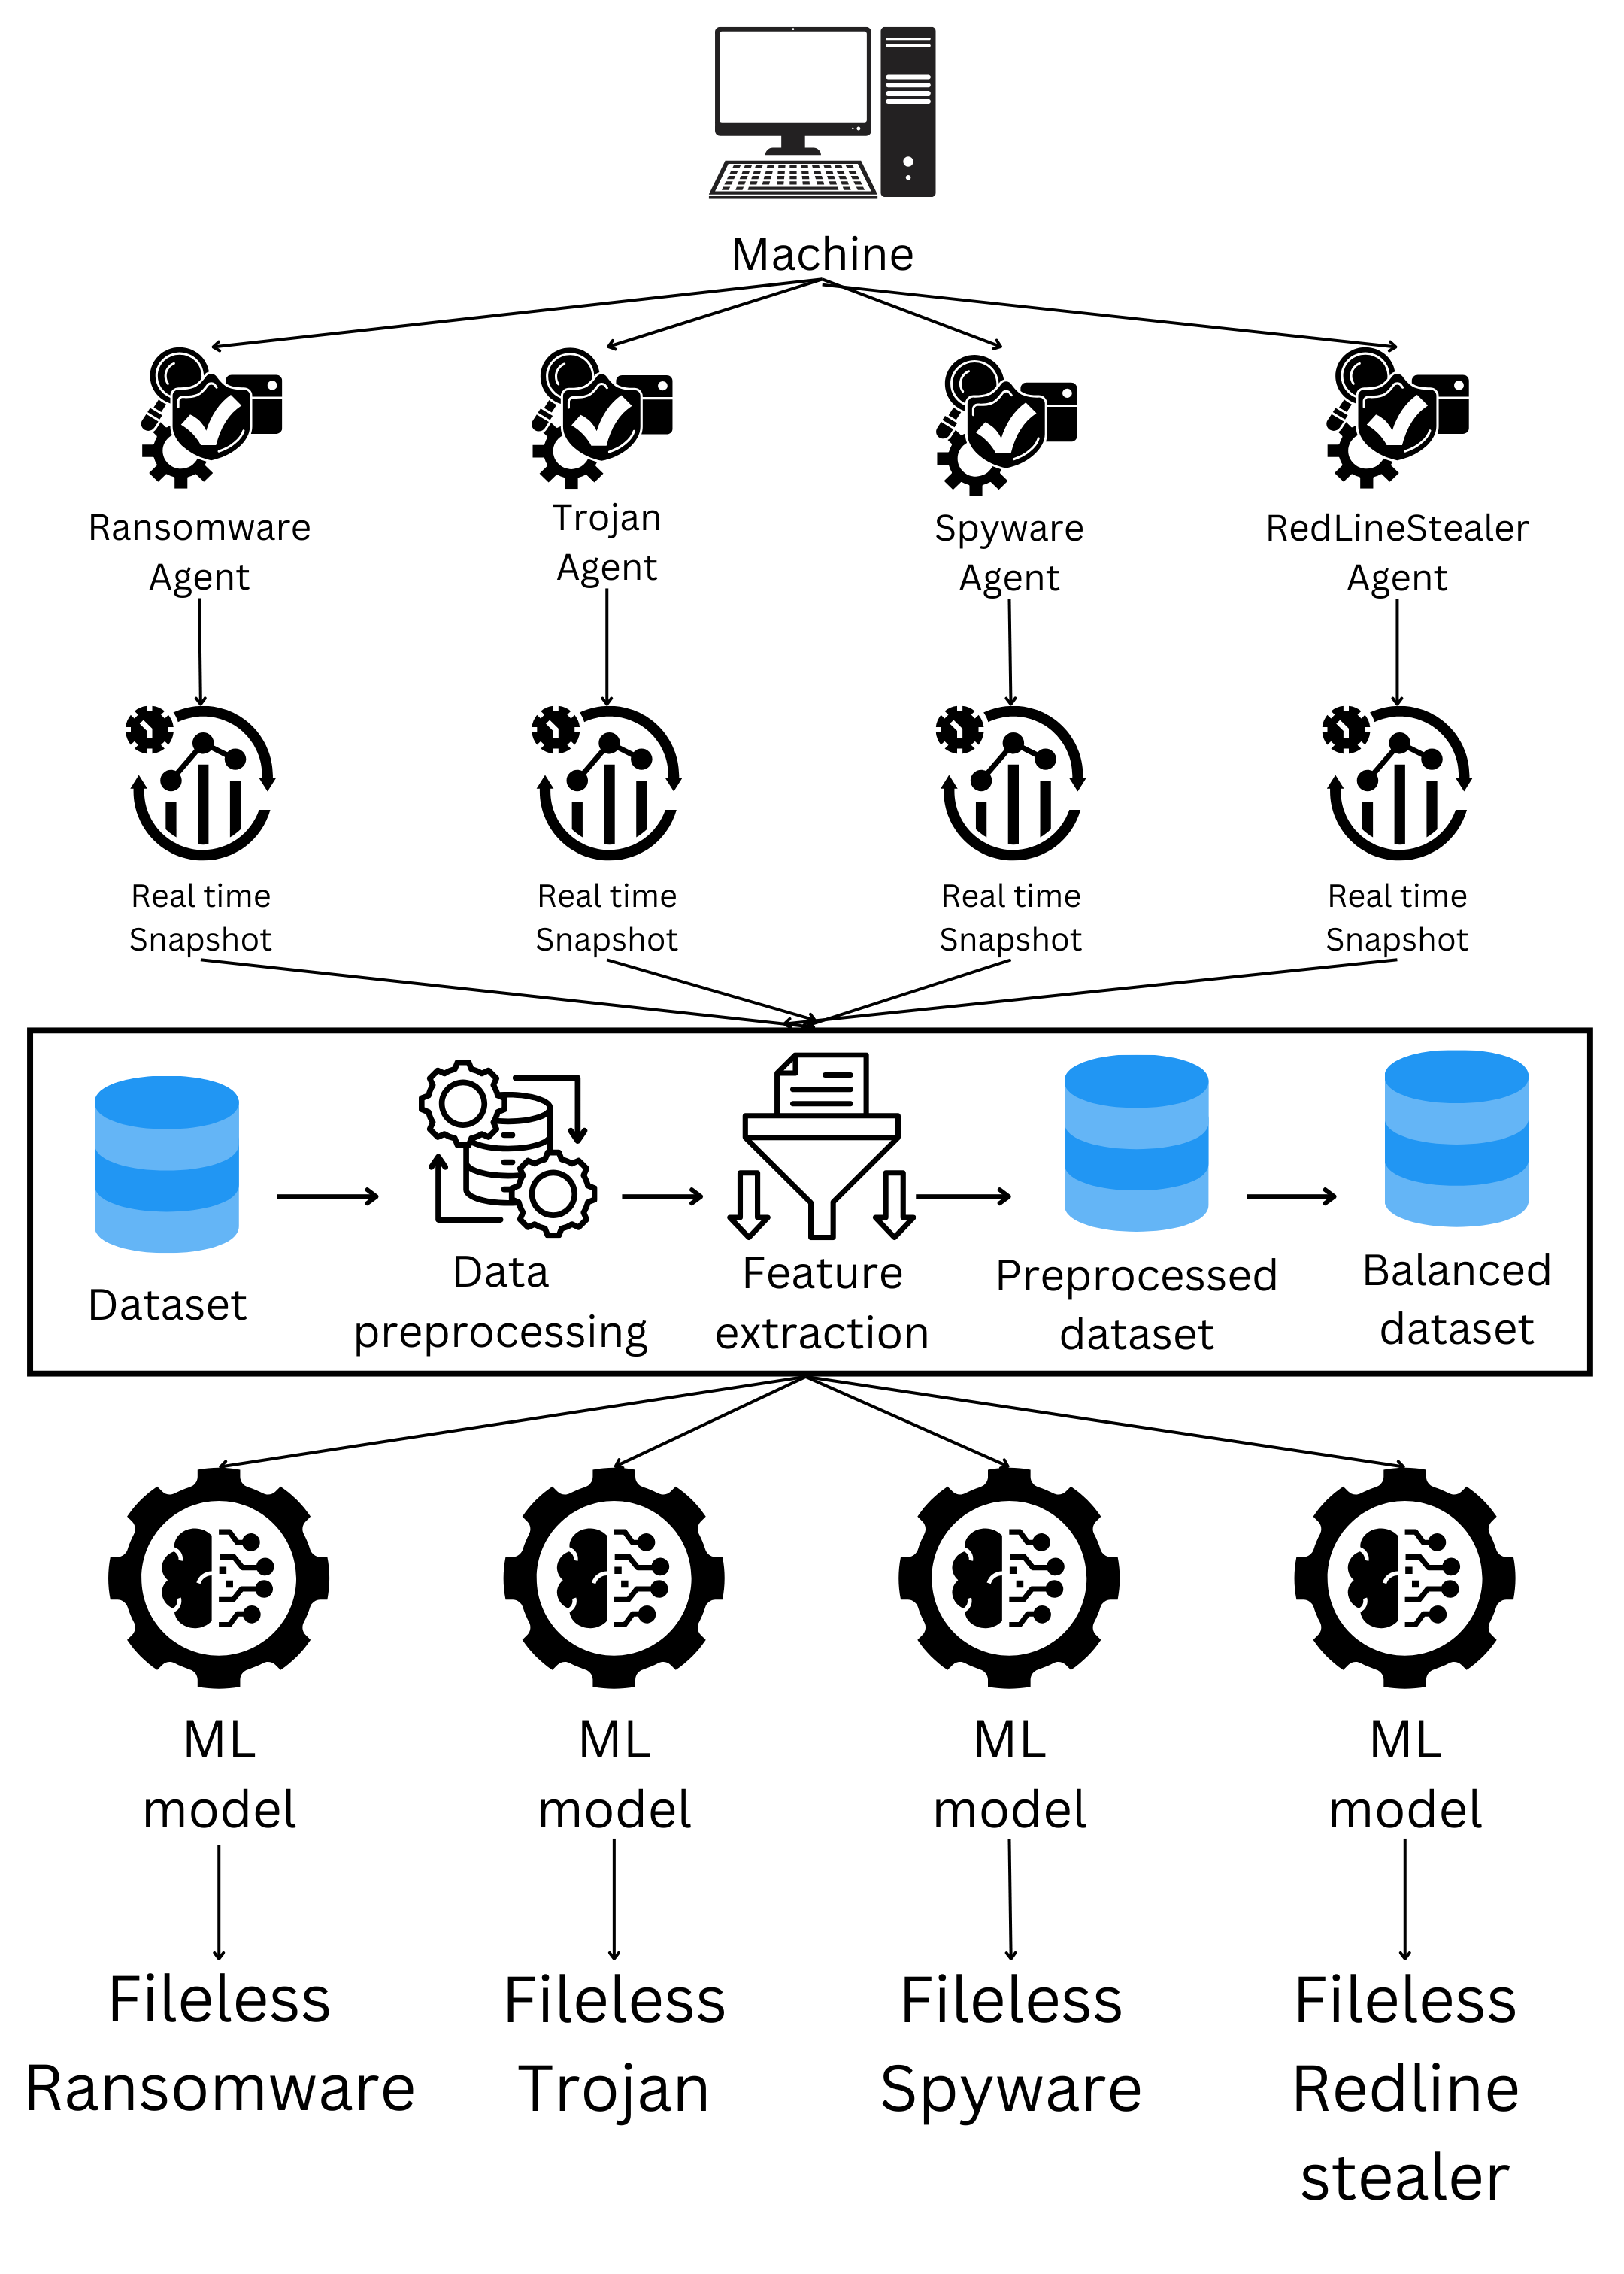 Machine
Ransomware
Agent
Trojan
Agent
Spyware
Agent
RedLineStealer
Agent
Real time
Snapshot
Real time
Snapshot
Real time
Snapshot
Real time
Snapshot
Dataset
Data
preprocessing
Feature
extraction
Preprocessed
dataset
Balanced
dataset
ML
model
ML
model
ML
model
ML
model
Fileless
Ransomware
Fileless
Trojan
Fileless
Spyware
Fileless
Redline
stealer